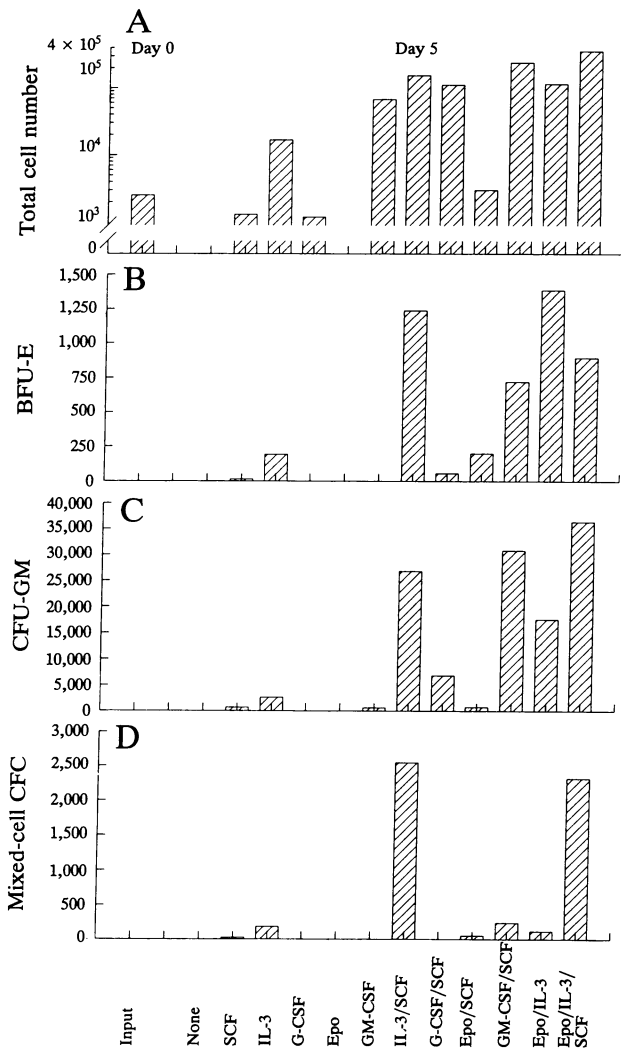 A
Day 0
Day 5
Total cell number
4 × 10⁵
10⁵
10⁴
10³
0
B
BFU-E
1,500
1,250
1,000
750
500
250
0
C
CFU-GM
40,000
35,000
30,000
25,000
20,000
15,000
10,000
5,000
0
D
Mixed-cell CFC
3,000
2,500
2,000
1,500
1,000
500
0
Input
None
SCF
IL-3
G-CSF
Epo
GM-CSF
IL-3/SCF
G-CSF/SCF
Epo/SCF
GM-CSF/SCF
Epo/IL-3
Epo/IL-3/
SCF